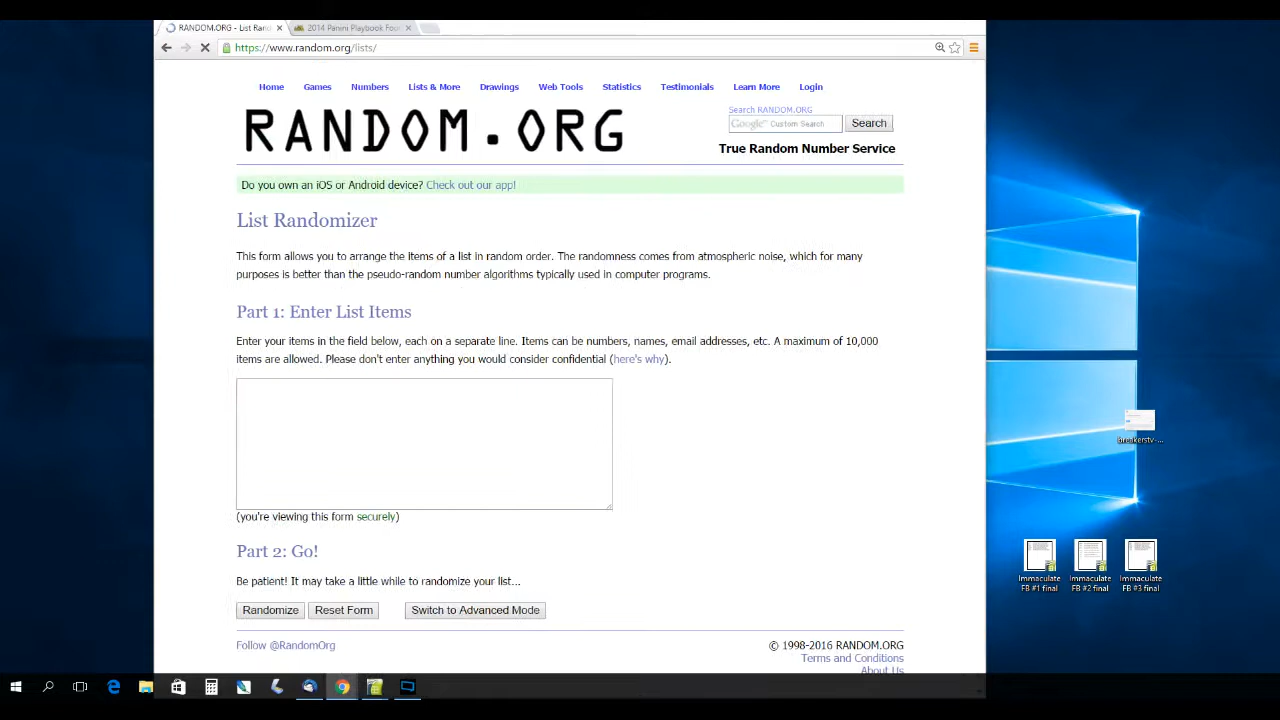 RANDOM.ORG - List Rand
2014 Panini Playbook Foo
https://www.random.org/lists/
Home Games Numbers Lists & More Drawings Web Tools Statistics Testimonials Learn More Login
RANDOM.ORG
Search RANDOM.ORG
Google™ Custom Search
Search
True Random Number Service
Do you own an iOS or Android device? Check out our app!
List Randomizer
This form allows you to arrange the items of a list in random order. The randomness comes from atmospheric noise, which for many
purposes is better than the pseudo-random number algorithms typically used in computer programs.
Part 1: Enter List Items
Enter your items in the field below, each on a separate line. Items can be numbers, names, email addresses, etc. A maximum of 10,000
items are allowed. Please don't enter anything you would consider confidential (here's why).
(you're viewing this form securely)
Part 2: Go!
Be patient! It may take a little while to randomize your list...
Randomize Reset Form Switch to Advanced Mode
Follow @RandomOrg
© 1998-2016 RANDOM.ORG
Terms and Conditions
About Us
breakerstv-...
Immaculate
FB #1 final
Immaculate
FB #2 final
Immaculate
FB #3 final